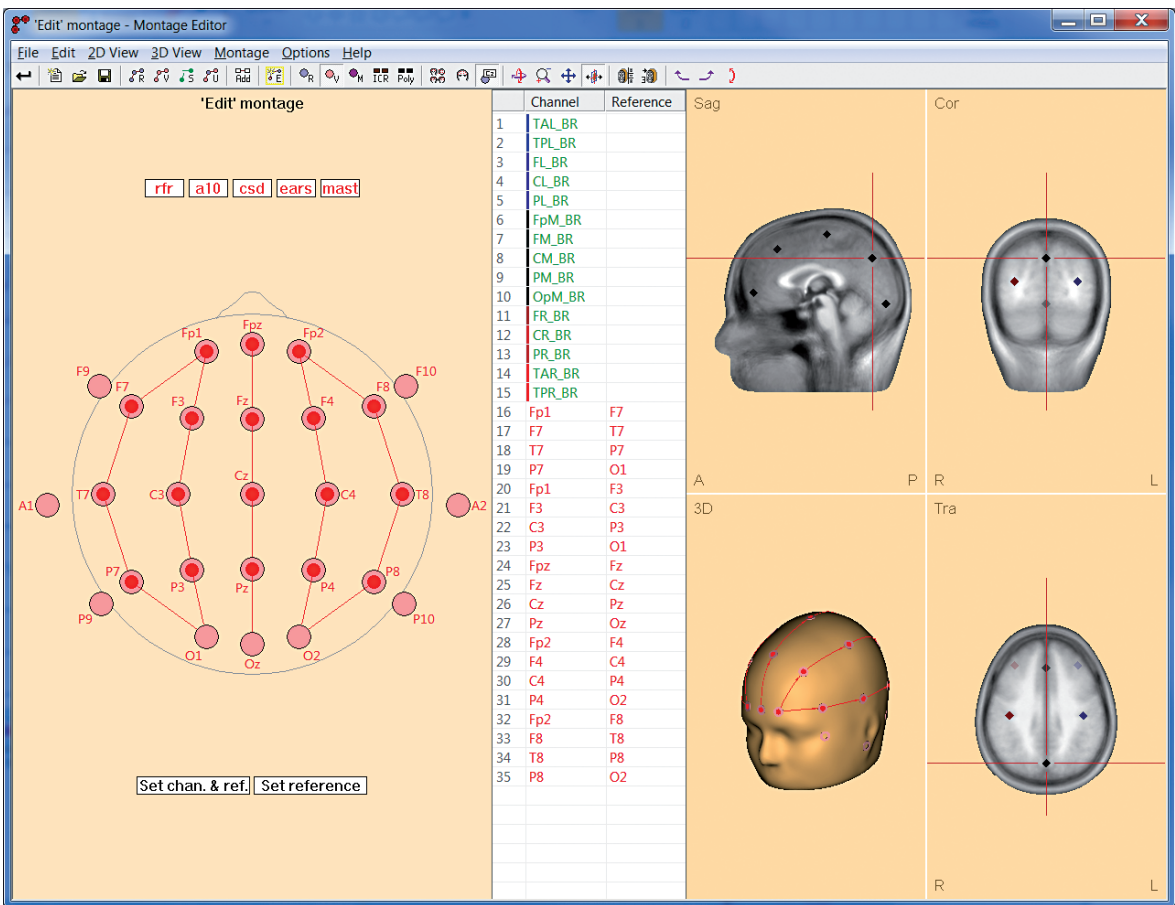 'Edit' montage - Montage Editor
File Edit 2D View 3D View Montage Options Help
R V S U Add E R V M ICR Poly 3D
'Edit' montage
rfr a10 csd ears mast
Fp1 Fpz Fp2
F9 F7 F3 Fz F4 F8 F10
A1 T7 C3 Cz C4 T8 A2
P7 P3 Pz P4 P8
P9 P10
O1 Oz O2
Set chan. & ref. Set reference
Channel Reference
1 TAL_BR
2 TPL_BR
3 FL_BR
4 CL_BR
5 PL_BR
6 FpM_BR
7 FM_BR
8 CM_BR
9 PM_BR
10 OpM_BR
11 FR_BR
12 CR_BR
13 PR_BR
14 TAR_BR
15 TPR_BR
16 Fp1 F7
17 F7 T7
18 T7 P7
19 P7 O1
20 Fp1 F3
21 F3 C3
22 C3 P3
23 P3 O1
24 Fpz Fz
25 Fz Cz
26 Cz Pz
27 Pz Oz
28 Fp2 F4
29 F4 C4
30 C4 P4
31 P4 O2
32 Fp2 F8
33 F8 T8
34 T8 P8
35 P8 O2
Sag
A P
Cor
R L
3D
Tra
R L